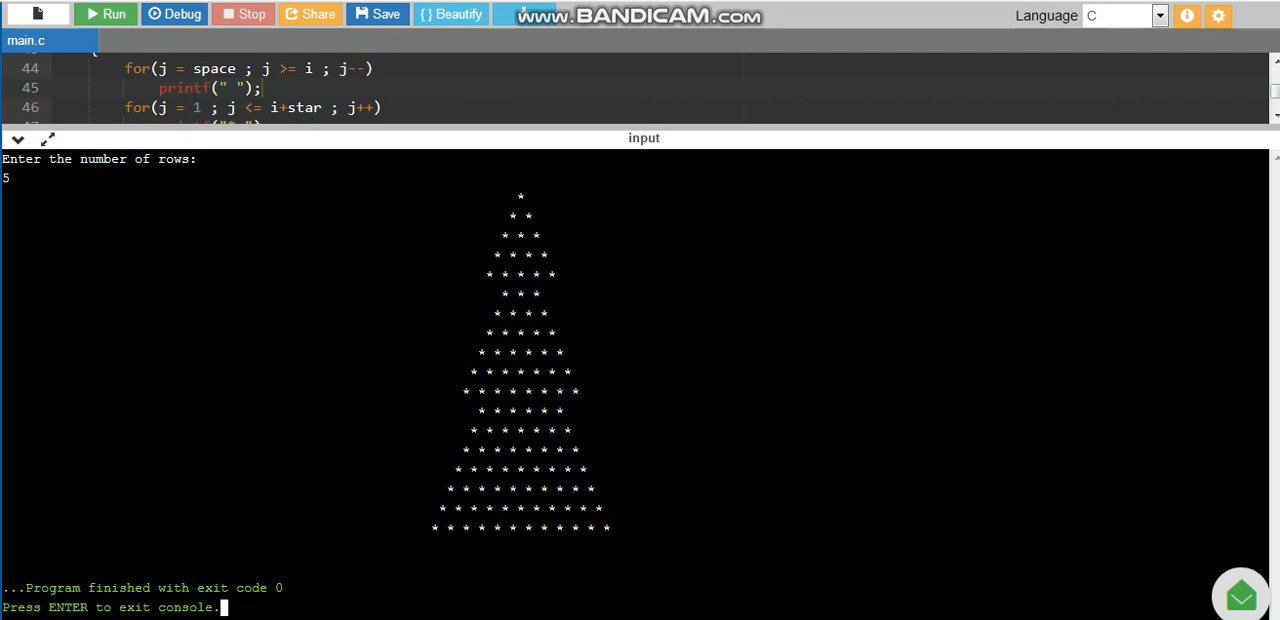 Run Debug Stop Share Save { } Beautify www.BANDICAM.com Language C
main.c
44 for(j = space ; j >= i ; j--)
45 printf(" ");
46 for(j = 1 ; j <= i+star ; j++)
input
Enter the number of rows:
5
*
* *
* * *
* * * *
* * * * *
* * *
* * * *
* * * * *
* * * * * *
* * * * * * *
* * * * * * * *
* * * * * *
* * * * * * *
* * * * * * * *
* * * * * * * * *
* * * * * * * * * *
* * * * * * * * * * *
* * * * * * * * * * * *
...Program finished with exit code 0
Press ENTER to exit console.